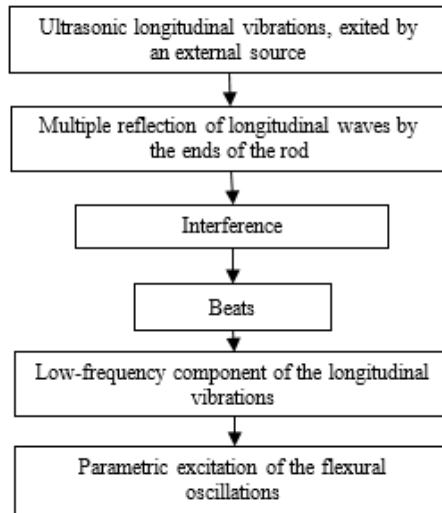 Ultrasonic longitudinal vibrations, exited by
an external source
Multiple reflection of longitudinal waves by
the ends of the rod
Interference
Beats
Low-frequency component of the longitudinal
vibrations
Parametric excitation of the flexural
oscillations